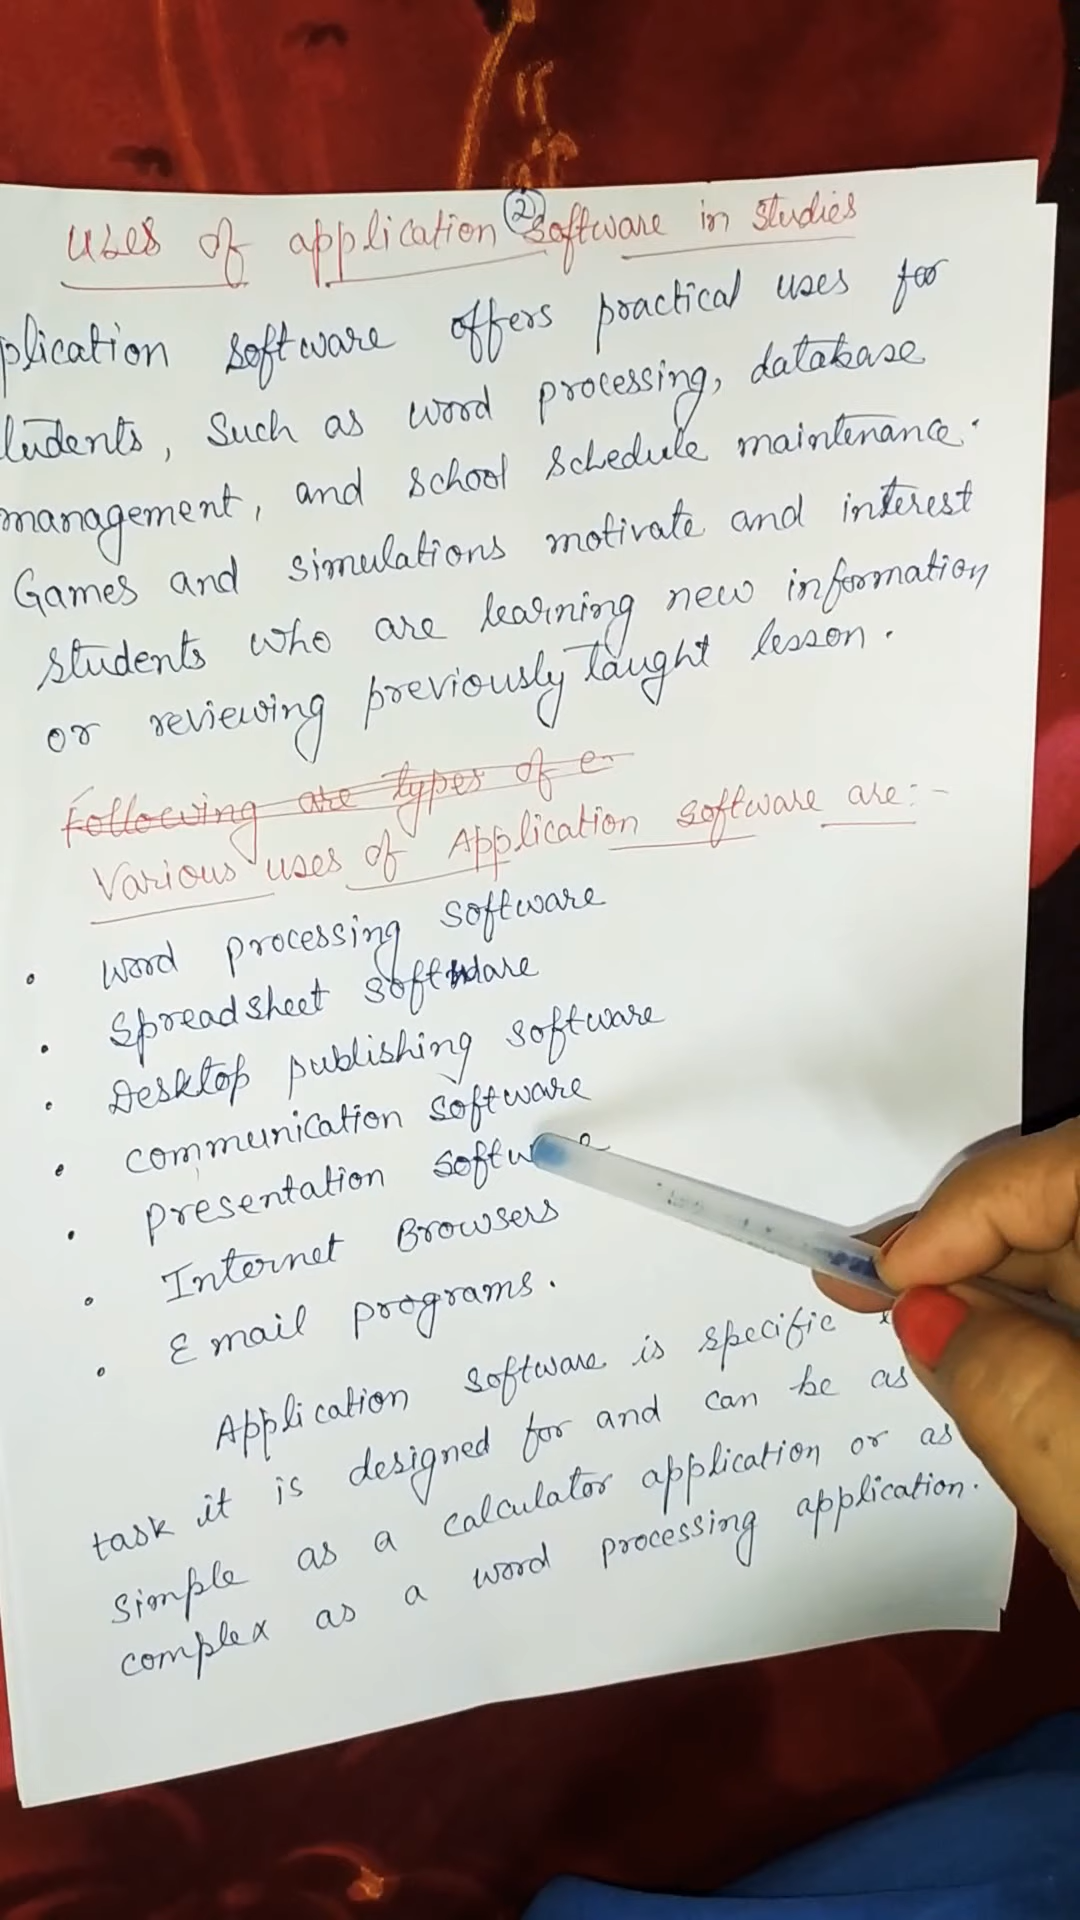 2
Uses of application software in studies
plication software offers practical uses for
tudents, Such as word processing, database
management, and school schedule maintenance.
Games and simulations motivate and interest
students who are learning new information
or reviewing previously taught lesson.
Following are types of e
Various uses of Application software are:-
• word processing software
• Spreadsheet software
• Desktop publishing software
• communication software
• Presentation softw e
• Internet Browsers
• Email programs.
Application software is specific t
task it is designed for and can be as
Simple as a calculator application or as
complex as a word processing application.